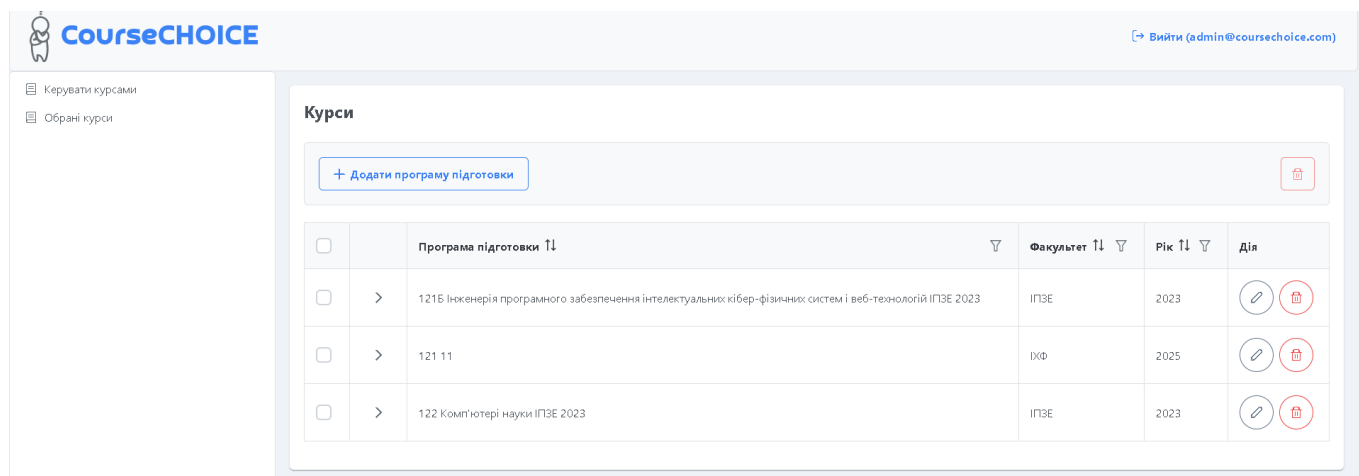 CourseCHOICE
Вийти (admin@coursechoice.com)
Керувати курсами
Обрані курси
Курси
+ Додати програму підготовки
Програма підготовки Факультет Рік Дія
121Б Інженерія програмного забезпечення інтелектуальних кібер-фізичних систем і веб-технологій ІПЗЕ 2023 ІПЗЕ 2023
121 11 ІХФ 2025
122 Комп'ютері науки ІПЗЕ 2023 ІПЗЕ 2023